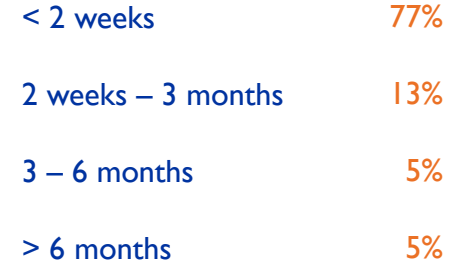 < 2 weeks 77%
2 weeks – 3 months 13%
3 – 6 months 5%
> 6 months 5%